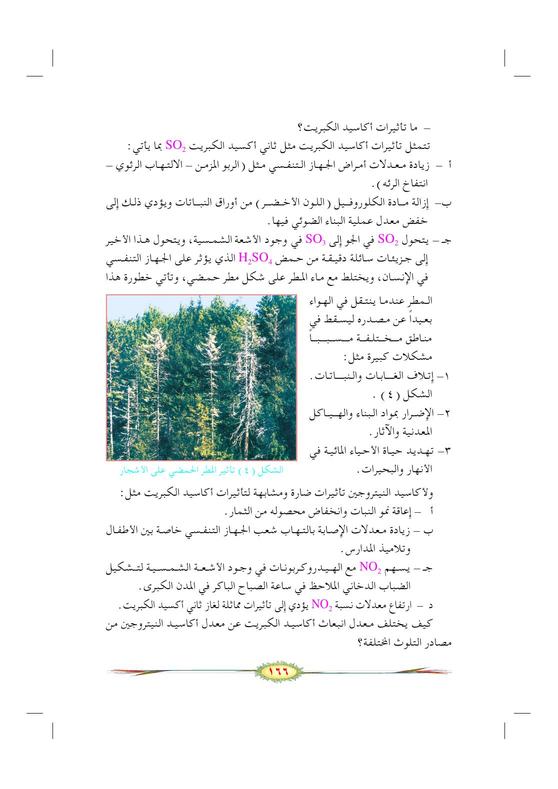 – ما تأثيرات أكاسيد الكبريت؟
تتمثل تأثيرات أكاسيد الكبريت مثل ثاني أكسيد الكبريت SO₂ بما يأتي :
أ – زيادة معدلات أمراض الجهاز التنفسي مثل ( الربو المزمن – الالتهاب الرئوي –
انتفاخ الرئه ) .
ب– إزالة مادة الكلوروفيل ( اللون الأخضر ) من أوراق النباتات ويؤدي ذلك إلى
خفض معدل عملية البناء الضوئي فيها .
جـ – يتحول SO₂ في الجو إلى SO₃ في وجود الأشعة الشمسية، ويتحول هذا الأخير
إلى جزيئات سائلة دقيقة من حمض H₂SO₄ الذي يؤثر على الجهاز التنفسي
في الإنسان، ويختلط مع ماء المطر على شكل مطر حمضي، وتأتي خطورة هذا
المطر عندما ينتقل في الهواء
بعيداً عن مصدره ليسقط في
مناطق مختلفة مسبباً
مشكلات كبيرة مثل :
١– إتلاف الغابات والنباتات .
الشكل ( ٤ ) .
٢– الإضرار بمواد البناء والهياكل
المعدنية والآثار .
٣– تهديد حياة الأحياء المائية في
الأنهار والبحيرات .
الشكل ( ٤ ) تأثير المطر الحمضي على الأشجار
ولأكاسيد النيتروجين تأثيرات ضارة ومشابهة لتأثيرات أكاسيد الكبريت مثل :
أ – إعاقة نمو النبات وانخفاض محصوله من الثمار .
ب – زيادة معدلات الإصابة بالتهاب شعب الجهاز التنفسي خاصة بين الأطفال
وتلاميذ المدارس .
جـ – يسهم NO₂ مع الهيدروكربونات في وجود الأشعة الشمسية لتشكيل
الضباب الدخاني الملاحظ في ساعة الصباح الباكر في المدن الكبرى .
د – ارتفاع معدلات نسبة NO₂ يؤدي إلى تأثيرات مماثلة لغاز ثاني أكسيد الكبريت .
كيف يختلف معدل انبعاث أكاسيد الكبريت عن معدل أكاسيد النيتروجين من
مصادر التلوث المختلفة؟
١٦٦